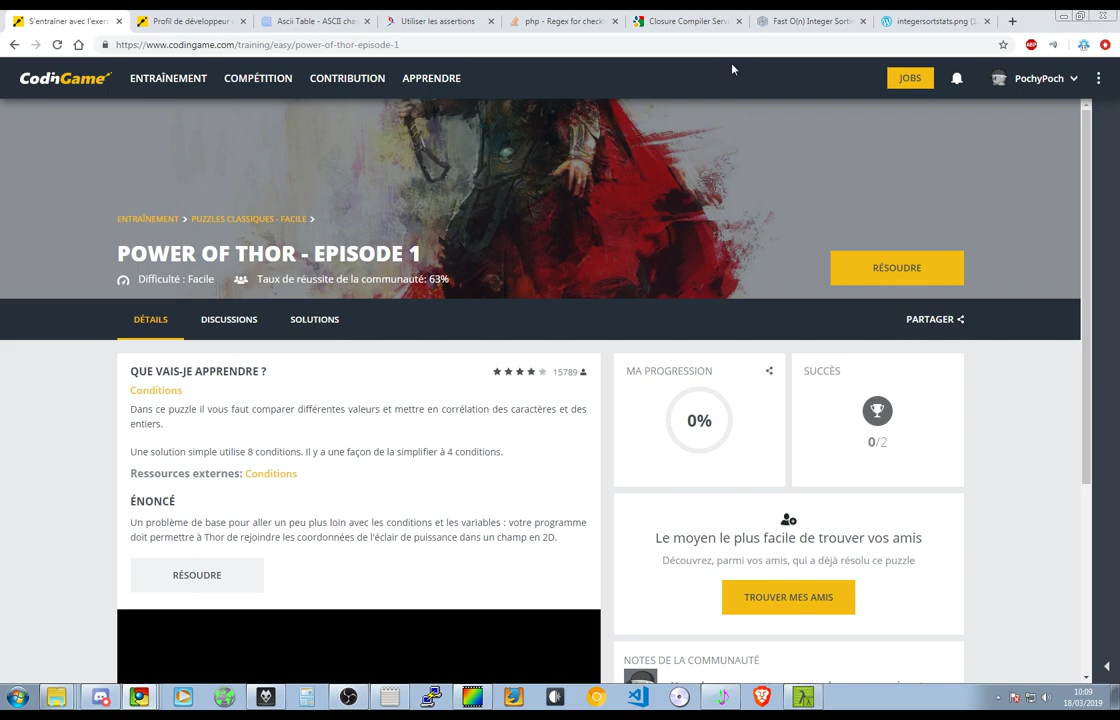 S'entraîner avec l'exerc
Profil de développeur
Ascii Table - ASCII cha
Utiliser les assertions
php - Regex for check
Closure Compiler Servi
Fast O(n) Integer Sortin
integersortstats.png (1
https://www.codingame.com/training/easy/power-of-thor-episode-1
CODINGAME
ENTRAÎNEMENT
COMPÉTITION
CONTRIBUTION
APPRENDRE
JOBS
PochyPoch
ENTRAÎNEMENT
PUZZLES CLASSIQUES - FACILE
POWER OF THOR - EPISODE 1
Difficulté : Facile
Taux de réussite de la communauté: 63%
RÉSOUDRE
DÉTAILS
DISCUSSIONS
SOLUTIONS
PARTAGER
QUE VAIS-JE APPRENDRE ?
15789
Conditions
Dans ce puzzle il vous faut comparer différentes valeurs et mettre en corrélation des caractères et des
entiers.
Une solution simple utilise 8 conditions. Il y a une façon de la simplifier à 4 conditions.
Ressources externes: Conditions
ÉNONCÉ
Un problème de base pour aller un peu plus loin avec les conditions et les variables : votre programme
doit permettre à Thor de rejoindre les coordonnées de l'éclair de puissance dans un champ en 2D.
RÉSOUDRE
MA PROGRESSION
0%
SUCCÈS
0/2
Le moyen le plus facile de trouver vos amis
Découvrez, parmi vos amis, qui a déjà résolu ce puzzle
TROUVER MES AMIS
NOTES DE LA COMMUNAUTÉ
10:09
18/03/2019